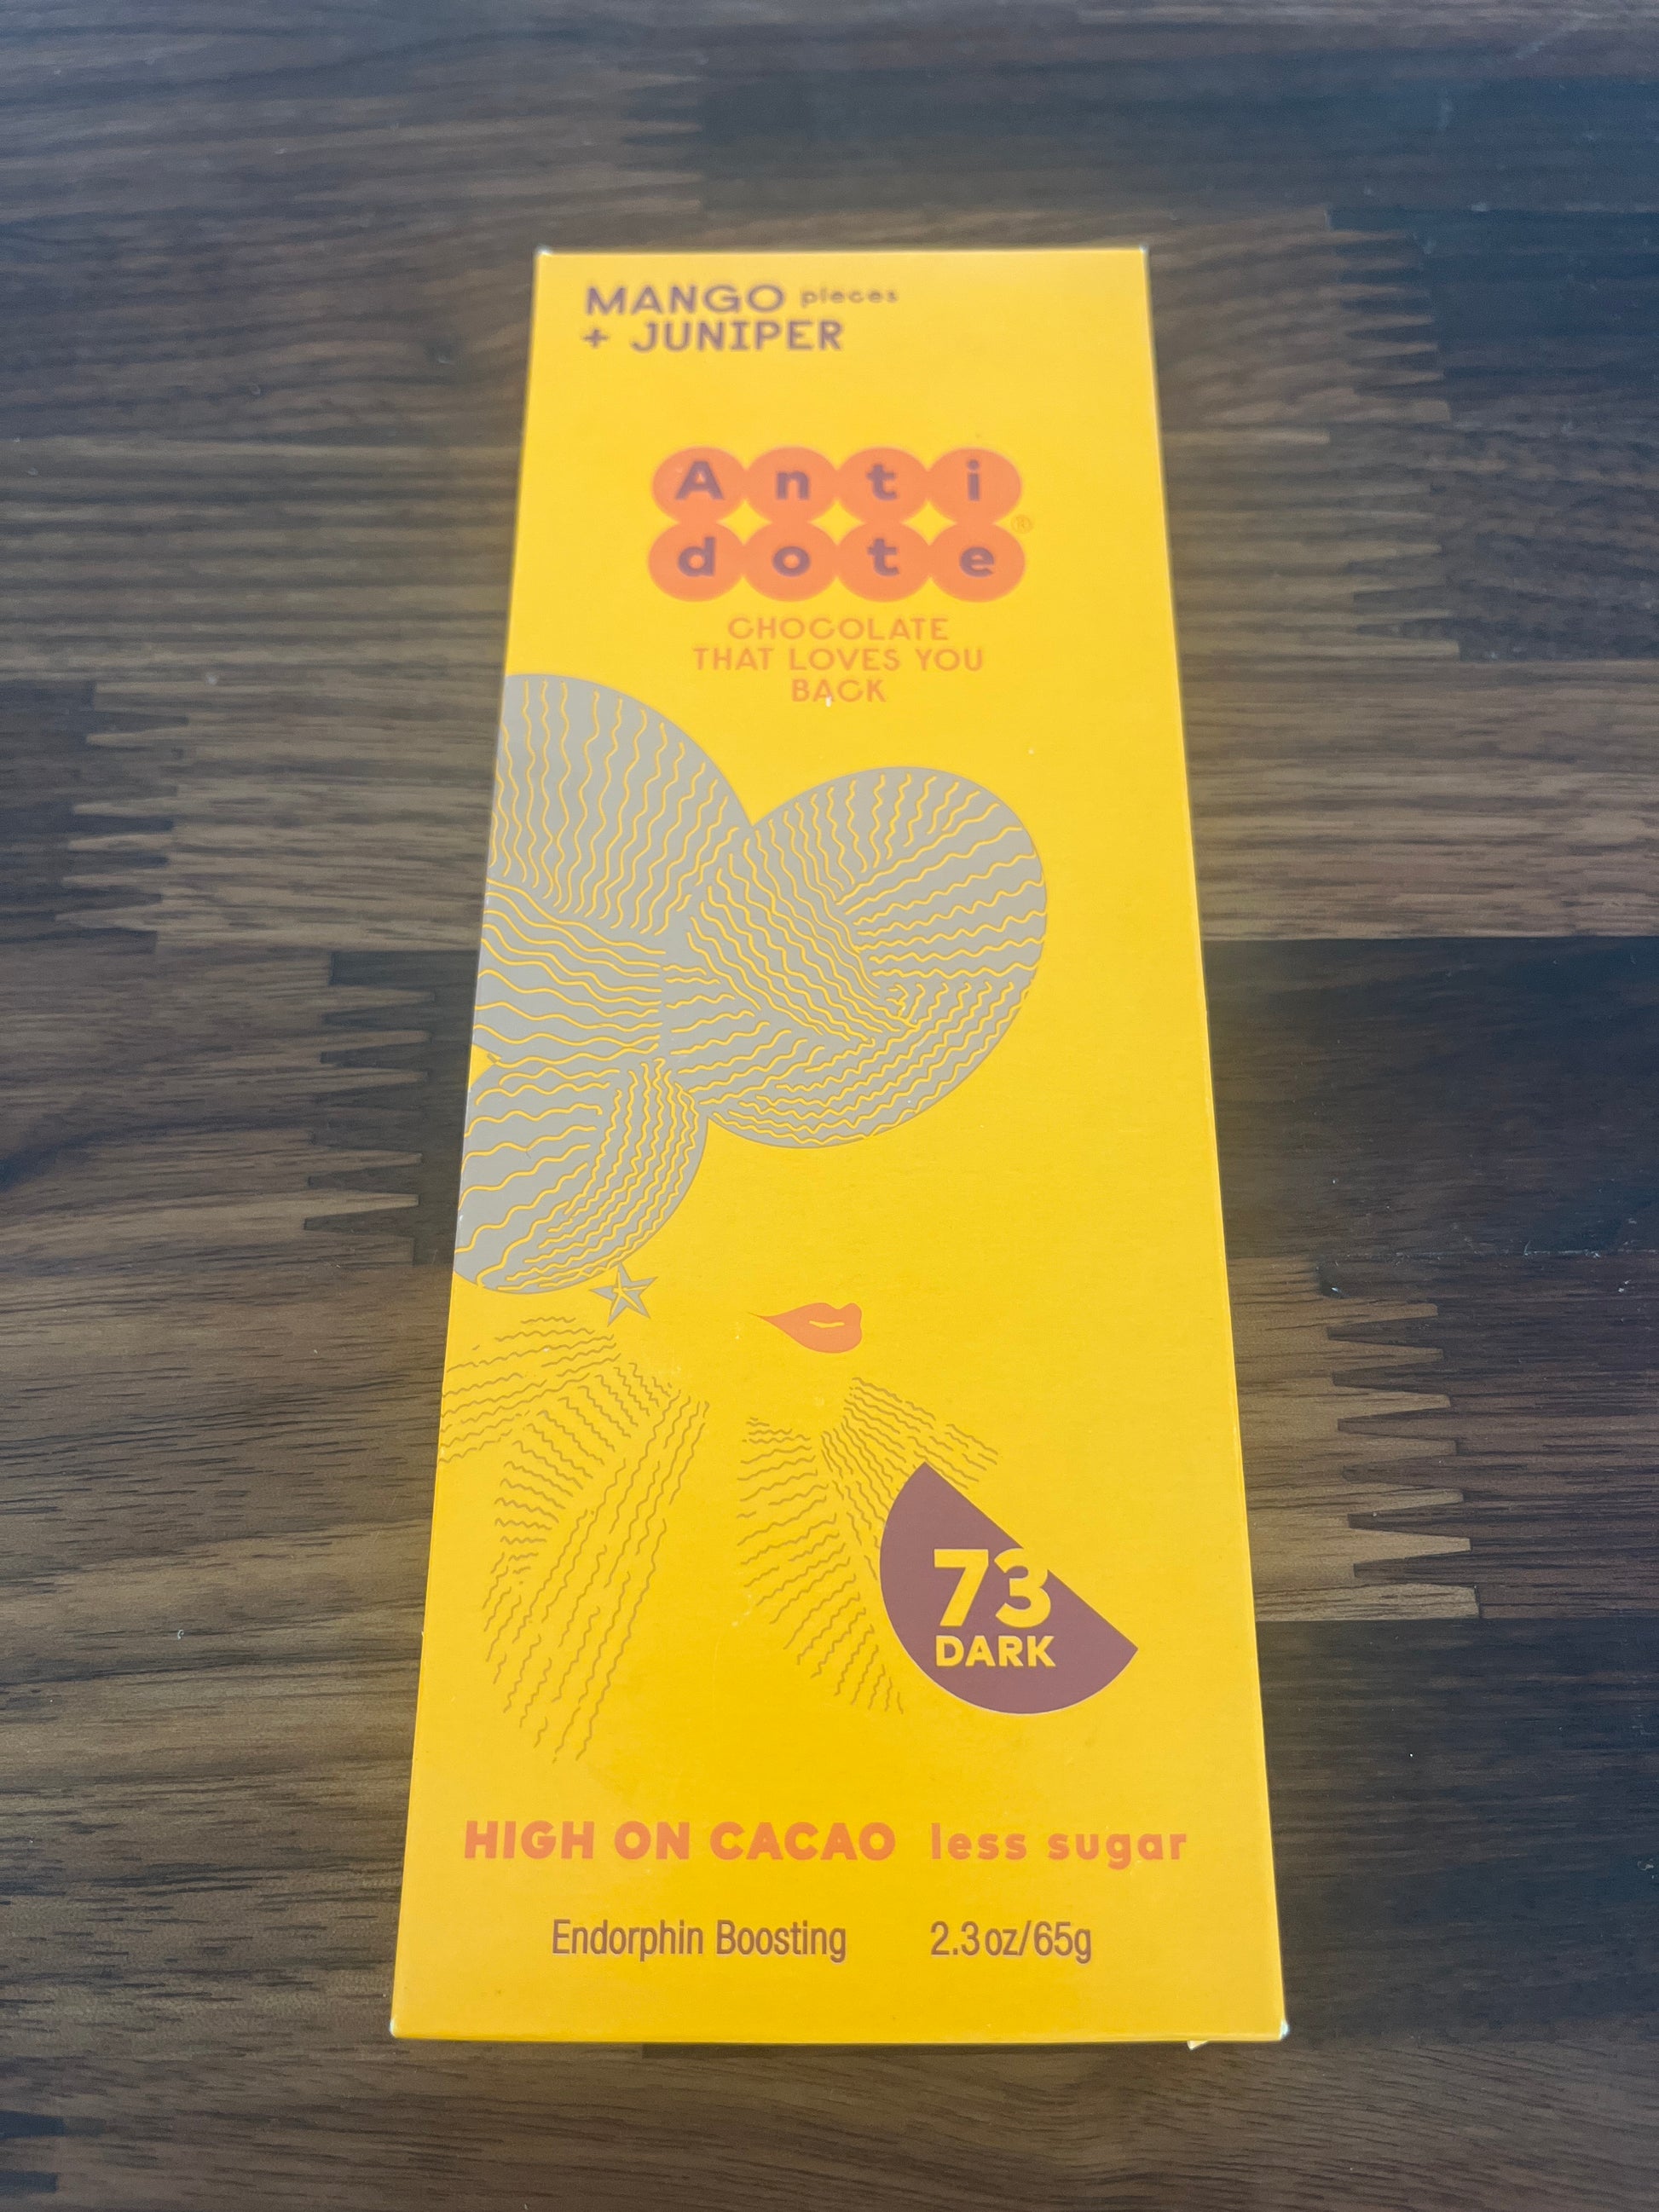 MANGO pieces
+ JUNIPER
Anti
dote®
CHOCOLATE
THAT LOVES YOU
BACK
73
DARK
HIGH ON CACAO less sugar
Endorphin Boosting 2.3 oz/65g